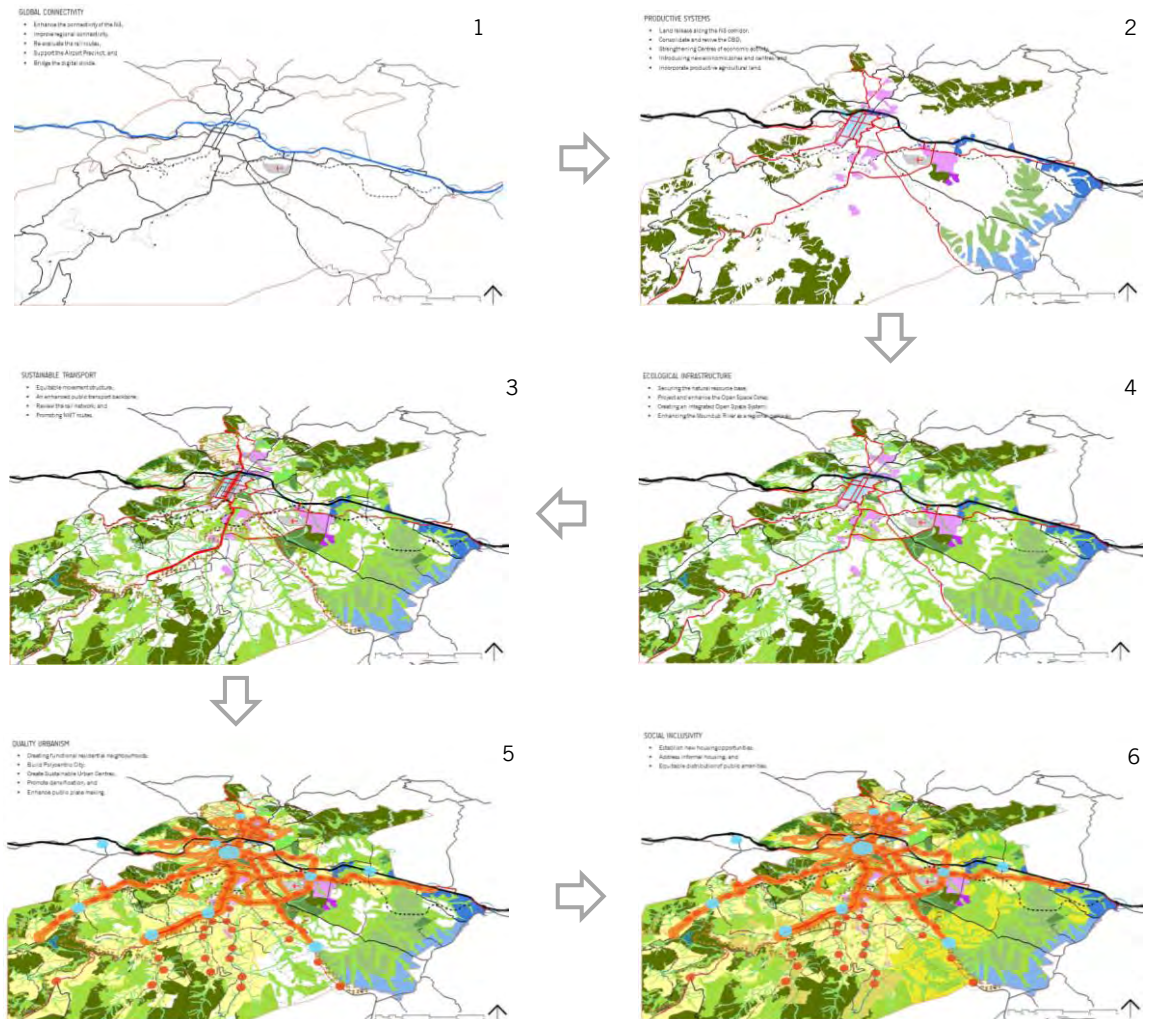 GLOBAL CONNECTIVITY
1
• Enhance the connectivity of the N3,
• Improve regional connectivity,
• Re-evaluate the rail routes,
• Support the Airport Precinct, and
• Bridge the digital divide.
PRODUCTIVE SYSTEMS
2
• Land release along the N3 corridor,
• Consolidate and revive the CBD,
• Strengthening Centres of economic activity,
• Introducing new economic zones and centres, and
• Incorporate productive agricultural land.
SUSTAINABLE TRANSPORT
3
• Equitable movement structure,
• An enhanced public transport backbone,
• Review the rail network, and
• Promoting NMT routes.
ECOLOGICAL INFRASTRUCTURE
4
• Securing the natural resource base,
• and enhance the Open Space
• Creating an integrated Open Space System,
• Enhancing the River as a regional
QUALITY URBANISM
5
• Creating functional residential neighbourhoods,
• Build Polycentric City,
• Create Sustainable Urban Centres,
• Promote densification, and
• Enhance public place making.
SOCIAL INCLUSIVITY
6
• Establish new housing opportunities,
• Address informal housing, and
• Equitable distribution of public amenities.